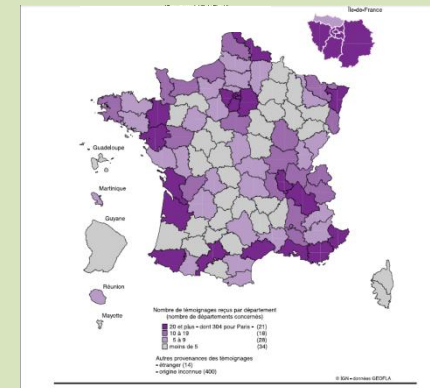 Île-de-France
Guadeloupe
Martinique
Guyane
Réunion
Mayotte
Nombre de témoignages reçus par département
(nombre de départements concernés)
20 et plus - dont 304 pour Paris - (21)
10 à 19 (18)
5 à 9 (29)
moins de 5 (34)
Autres provenances des témoignages
- étranger (14)
- origine inconnue (400)
© IGN - données GEOFLA